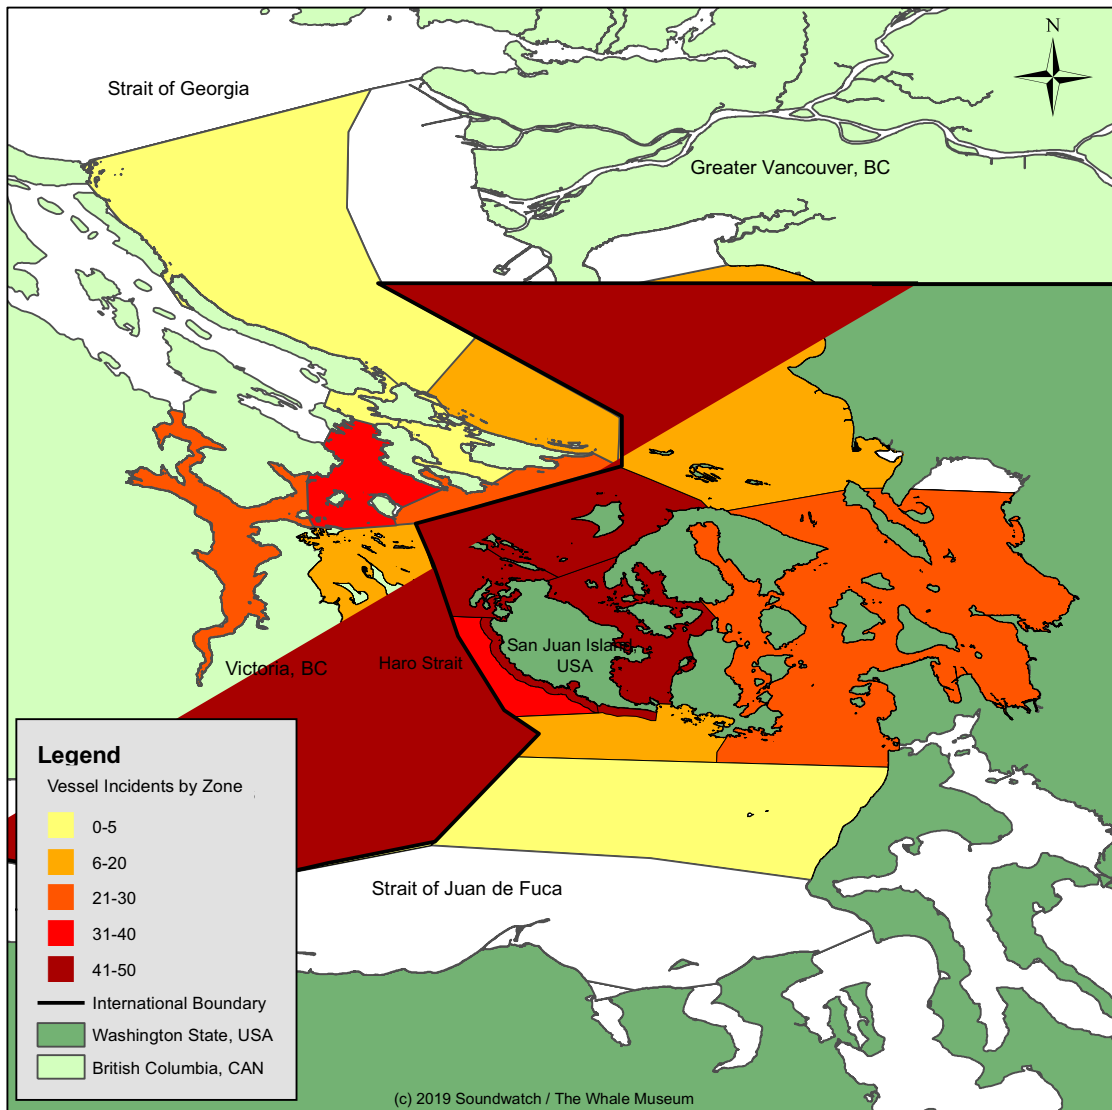 N
Strait of Georgia
Greater Vancouver, BC
San Juan Island,
USA
Haro Strait
Victoria, BC
Legend
Vessel Incidents by Zone
0-5
6-20
21-30
31-40
41-50
International Boundary
Washington State, USA
British Columbia, CAN
Strait of Juan de Fuca
(c) 2019 Soundwatch / The Whale Museum